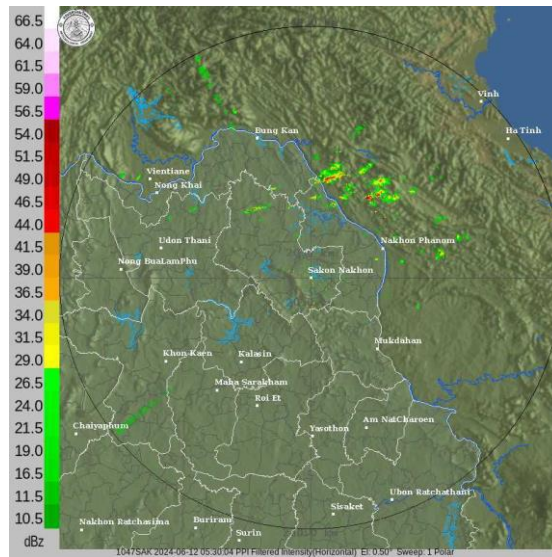 66.5
64.0
61.5
59.0
56.5
54.0
51.5
49.0
46.5
44.0
41.5
39.0
36.5
34.0
31.5
29.0
26.5
24.0
21.5
19.0
16.5
14.0
11.5
10.5
dBz
Vinh
Ha Tinh
Bung Kan
Vientiane
Nong Khai
Udon Thani
Nakhon Phanom
Nong BuaLamPhu
Sakon Nakhon
Mukdahan
Khon Kaen
Kalasin
Maha Sarakham
Roi Et
Chaiyaphum
Yasothon
Am NatCharoen
Ubon Ratchathani
Sisaket
Nakhon Ratchasima
Buriram
Surin
1047SAK 2024-06-12 05:30:04 PPI Filtered Intensity(Horizontal) El: 0.50° Sweep: 1 Polar